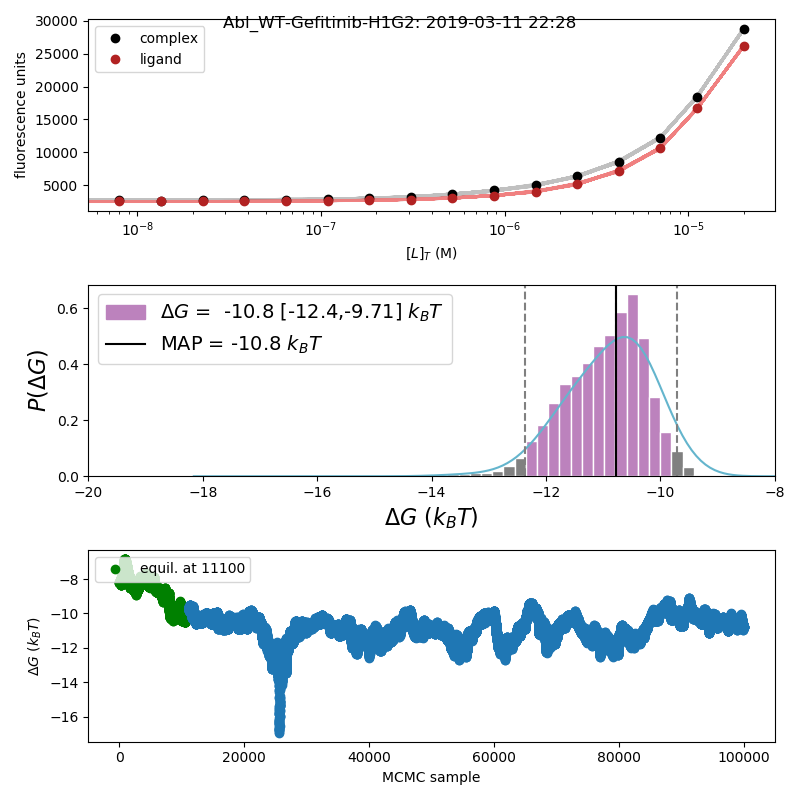 Abl_WT-Gefitinib-H1G2: 2019-03-11 22:28
30000
25000
20000
15000
10000
5000
fluorescence units
complex
ligand
10⁻⁸ 10⁻⁷ 10⁻⁶ 10⁻⁵
[L]_T (M)
0.6
0.4
0.2
0.0
P(ΔG)
ΔG = -10.8 [-12.4,-9.71] k_BT
MAP = -10.8 k_BT
−20 −18 −16 −14 −12 −10 −8
ΔG (k_BT)
−8
−10
−12
−14
−16
ΔG (k_BT)
equil. at 11100
0 20000 40000 60000 80000 100000
MCMC sample